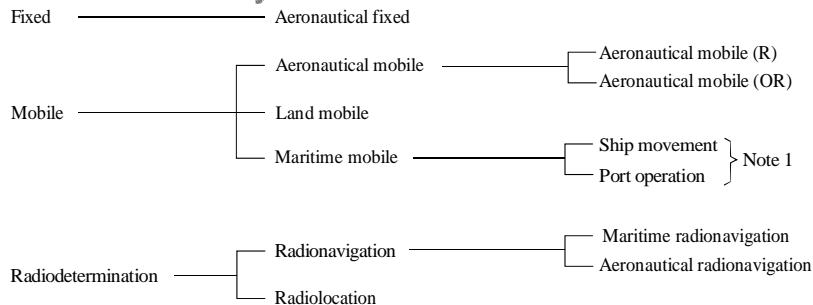 Fixed Aeronautical fixed
Aeronautical mobile (R)
Aeronautical mobile
Aeronautical mobile (OR)
Mobile Land mobile
Ship movement
Maritime mobile Note 1
Port operation
Maritime radionavigation
Radionavigation
Aeronautical radionavigation
Radiodetermination
Radiolocation